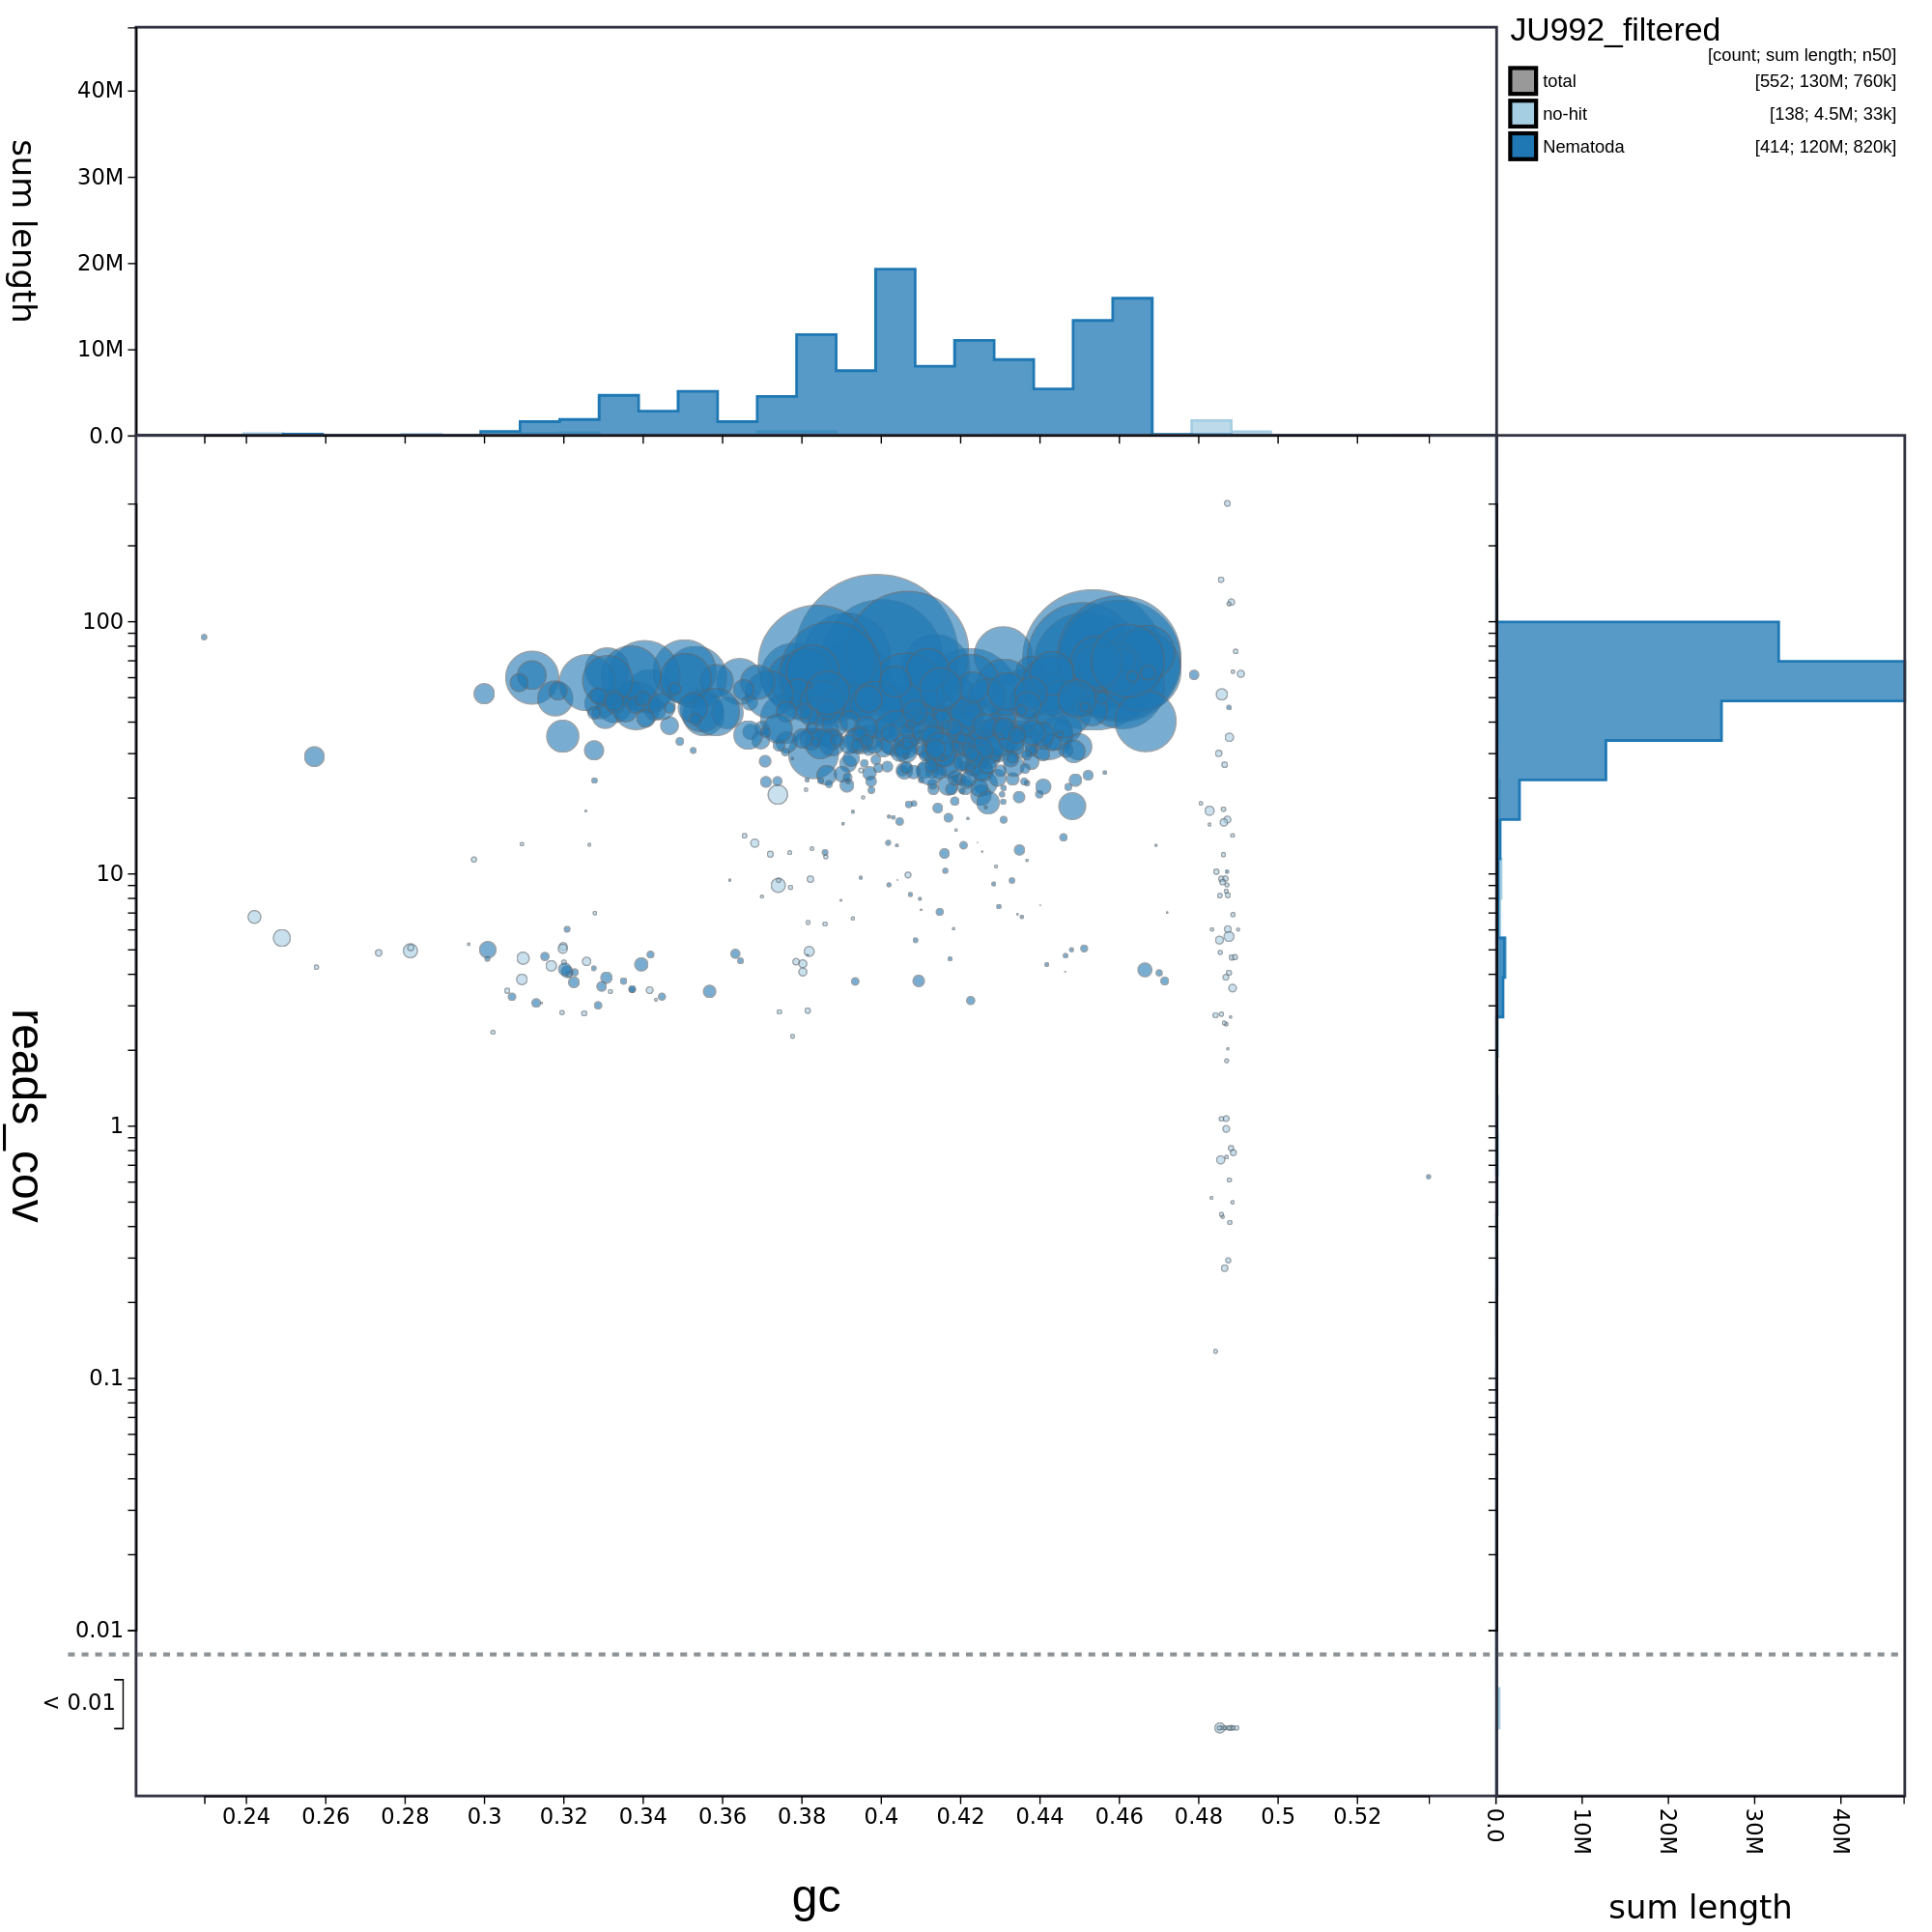 JU992_filtered
[count; sum length; n50]
total [552; 130M; 760k]
no-hit [138; 4.5M; 33k]
Nematoda [414; 120M; 820k]
sum length
40M
30M
20M
10M
0.0
reads_cov
100
10
1
0.1
0.01
< 0.01
0.24 0.26 0.28 0.3 0.32 0.34 0.36 0.38 0.4 0.42 0.44 0.46 0.48 0.5 0.52
gc
0.0 10M 20M 30M 40M
sum length